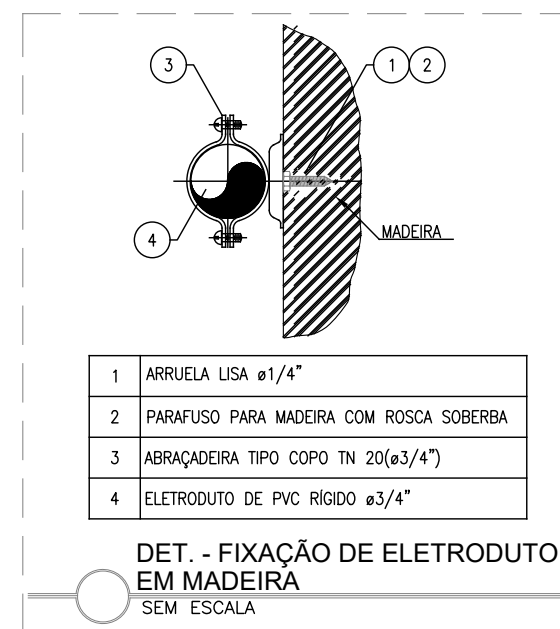 3
1 2
4
MADEIRA
1 ARRUELA LISA ø1/4"
2 PARAFUSO PARA MADEIRA COM ROSCA SOBERBA
3 ABRAÇADEIRA TIPO COPO TN 20(ø3/4")
4 ELETRODUTO DE PVC RÍGIDO ø3/4"
DET. - FIXAÇÃO DE ELETRODUTO
EM MADEIRA
SEM ESCALA